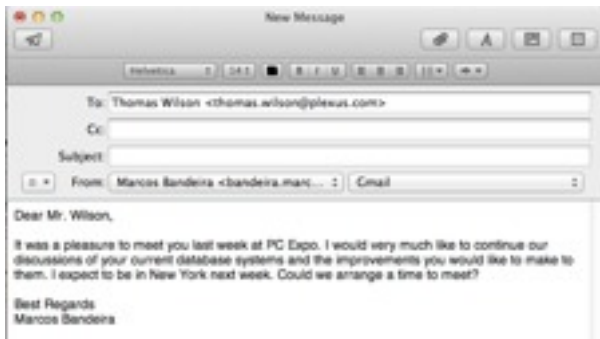 New Message
Helvetica
B I U
To: Thomas Wilson <thomas.wilson@plexus.com>
Cc:
Subject:
From: Marcos Bandeira <bandeira.marc... Gmail
Dear Mr. Wilson,
It was a pleasure to meet you last week at PC Expo. I would very much like to continue our
discussions of your current database systems and the improvements you would like to make to
them. I expect to be in New York next week. Could we arrange a time to meet?
Best Regards
Marcos Bandeira